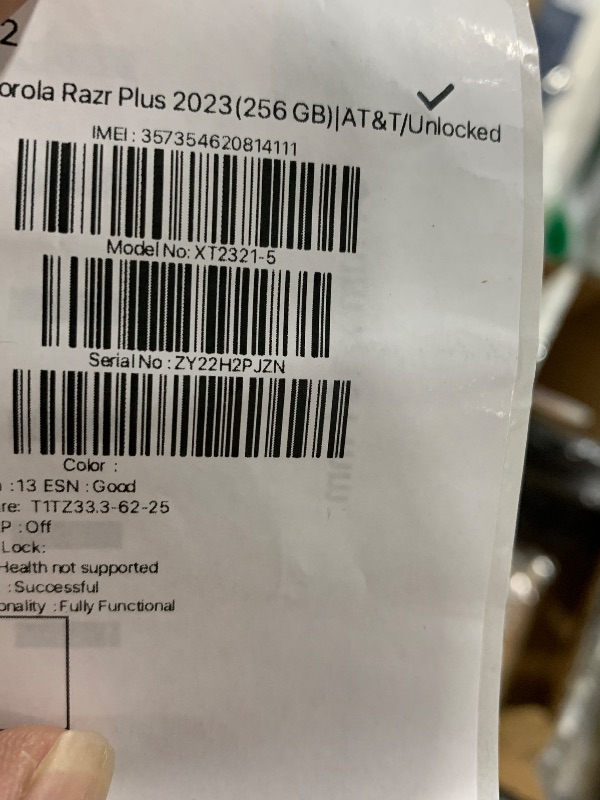 2
orola Razr Plus 2023(256 GB)|AT&T/Unlocked
IMEI : 357354620814111
Model No: XT2321-5
Serial No : ZY22H2PJZN
Color :
:13 ESN : Good
re: T1TZ33.3-62-25
P : Off
Lock:
Health not supported
: Successful
onality : Fully Functional